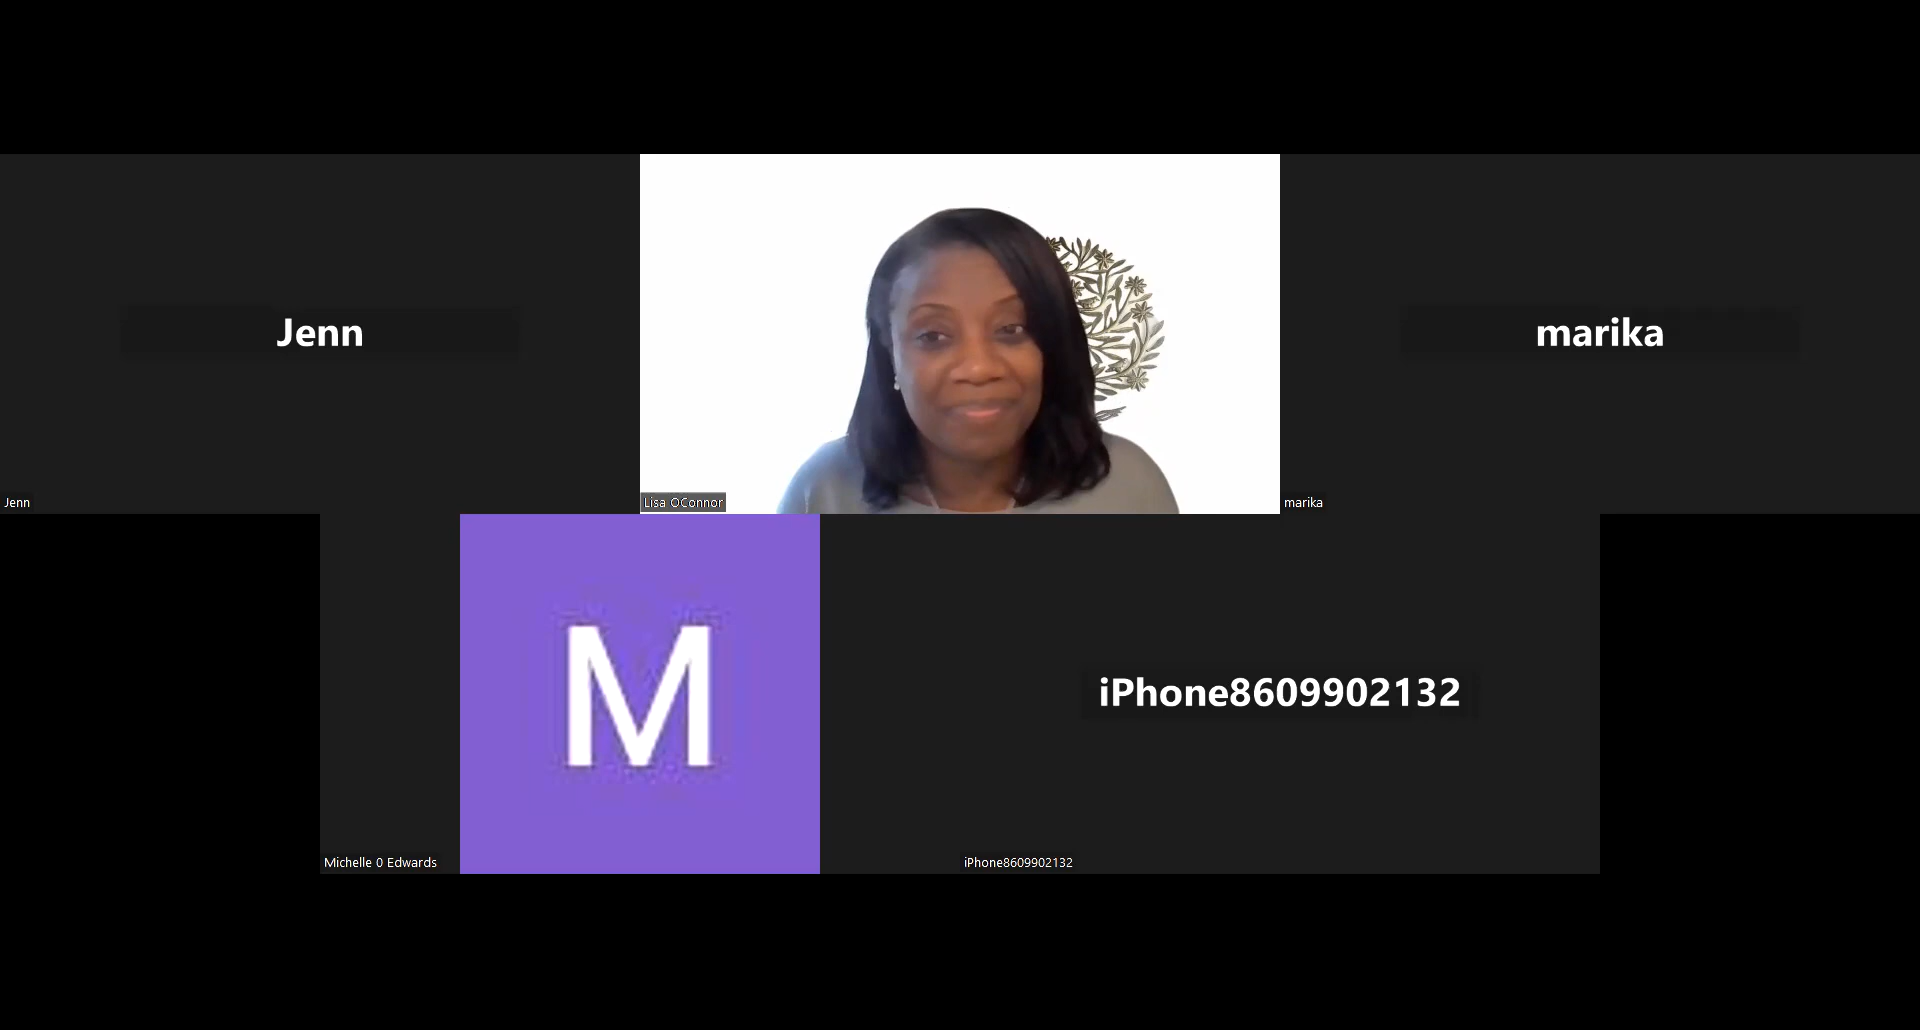 Jenn
marika
Jenn
Lisa OConnor
marika
M
iPhone8609902132
Michelle 0 Edwards
iPhone8609902132